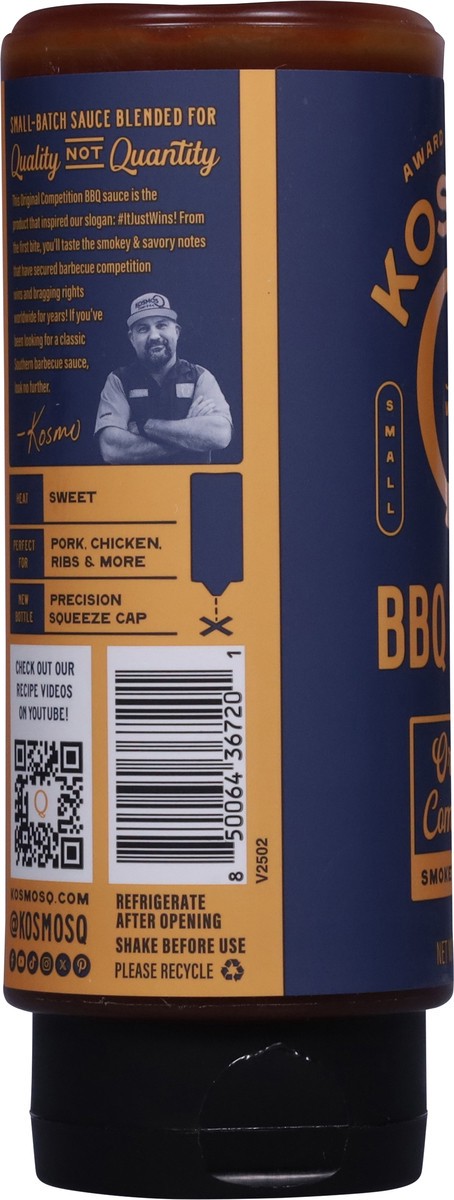 SMALL-BATCH SAUCE BLENDED FOR
Quality NOT Quantity
This Original Competition BBQ sauce is the
product that inspired our slogan: #ItJustWins! From
the first bite, you'll taste the smokey & savory notes
that have secured barbecue competition
wins and bragging rights
worldwide for years! If you've
been looking for a classic
Southern barbecue sauce,
look no further.
KOSMO'S
-Kosmo
HEAT SWEET
PERFECT FOR PORK, CHICKEN,
RIBS & MORE
NEW BOTTLE PRECISION
SQUEEZE CAP
CHECK OUT OUR
RECIPE VIDEOS
ON YOUTUBE!
Q
8 50064 36720 1
V2502
KOSMOSQ.COM
@KOSMOSQ
REFRIGERATE
AFTER OPENING
SHAKE BEFORE USE
PLEASE RECYCLE
AWARD
KOS
SMALL
BBQ
SMOKE
NET